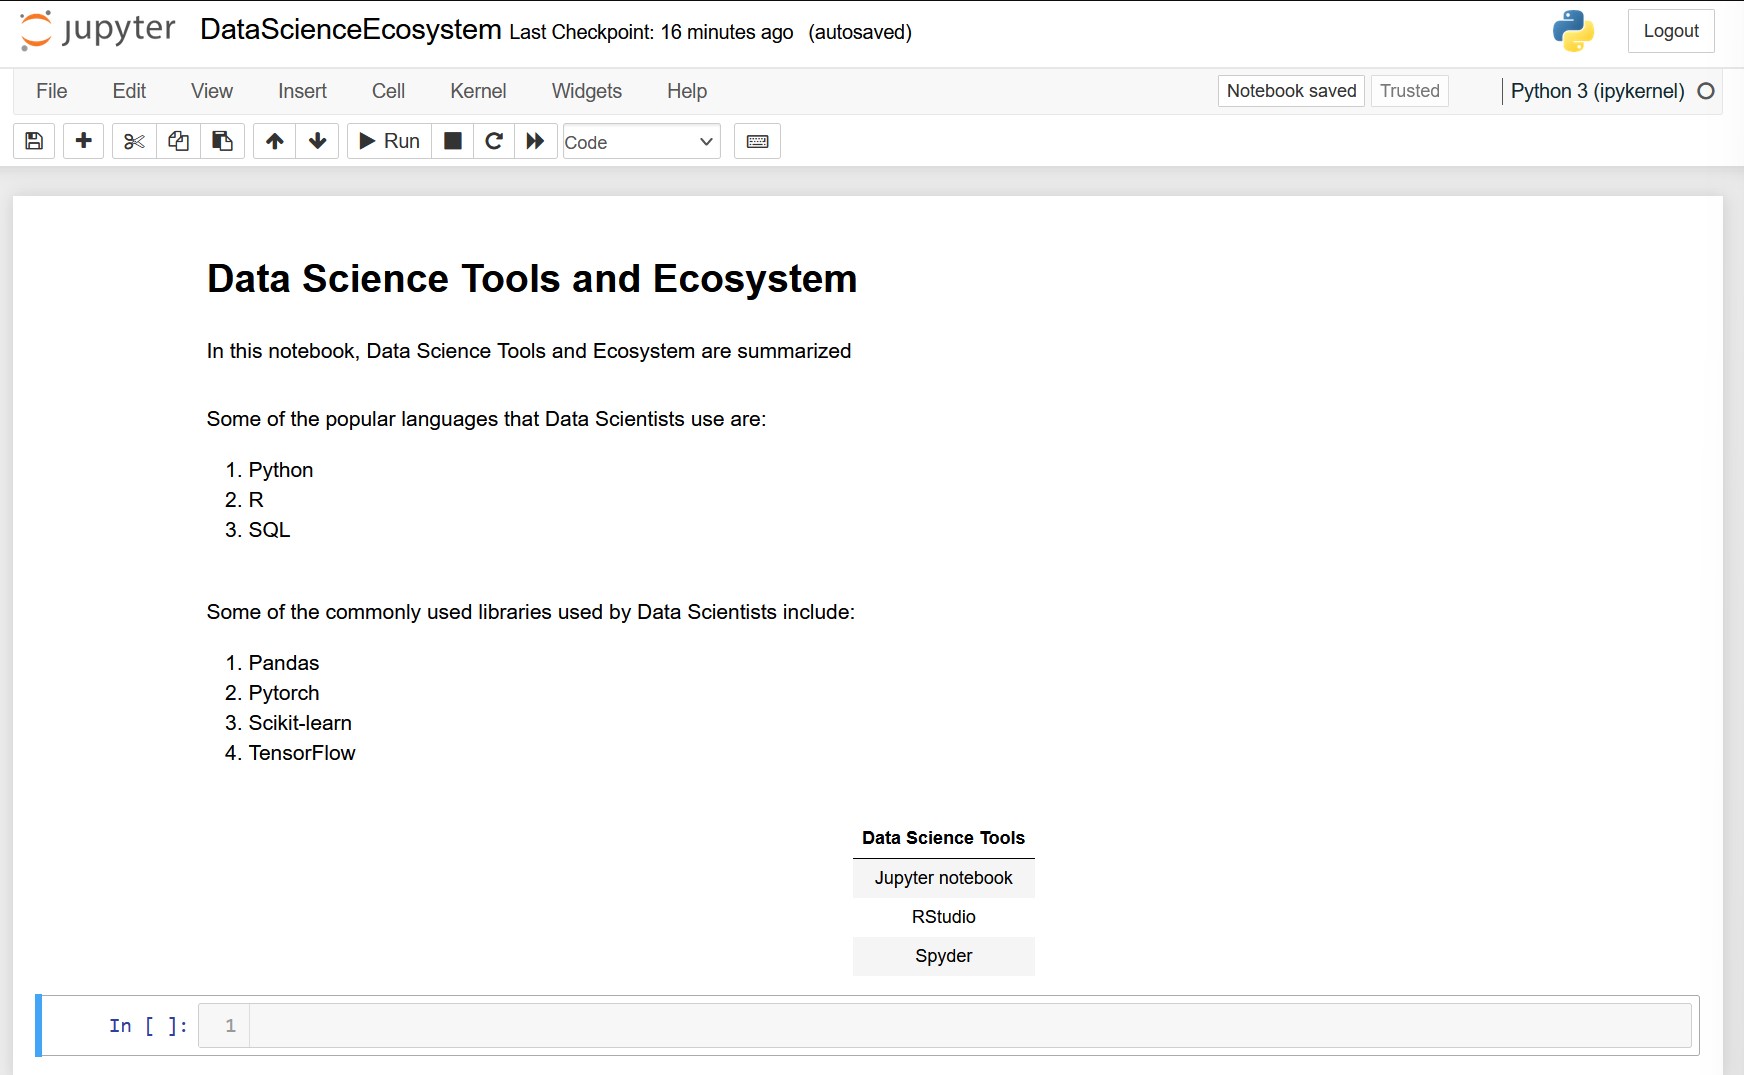 jupyter DataScienceEcosystem Last Checkpoint: 16 minutes ago (autosaved) Logout
File Edit View Insert Cell Kernel Widgets Help Notebook saved Trusted Python 3 (ipykernel)
Run Code
Data Science Tools and Ecosystem
In this notebook, Data Science Tools and Ecosystem are summarized
Some of the popular languages that Data Scientists use are:
1. Python
2. R
3. SQL
Some of the commonly used libraries used by Data Scientists include:
1. Pandas
2. Pytorch
3. Scikit-learn
4. TensorFlow
Data Science Tools
Jupyter notebook
RStudio
Spyder
In [ ]: 1